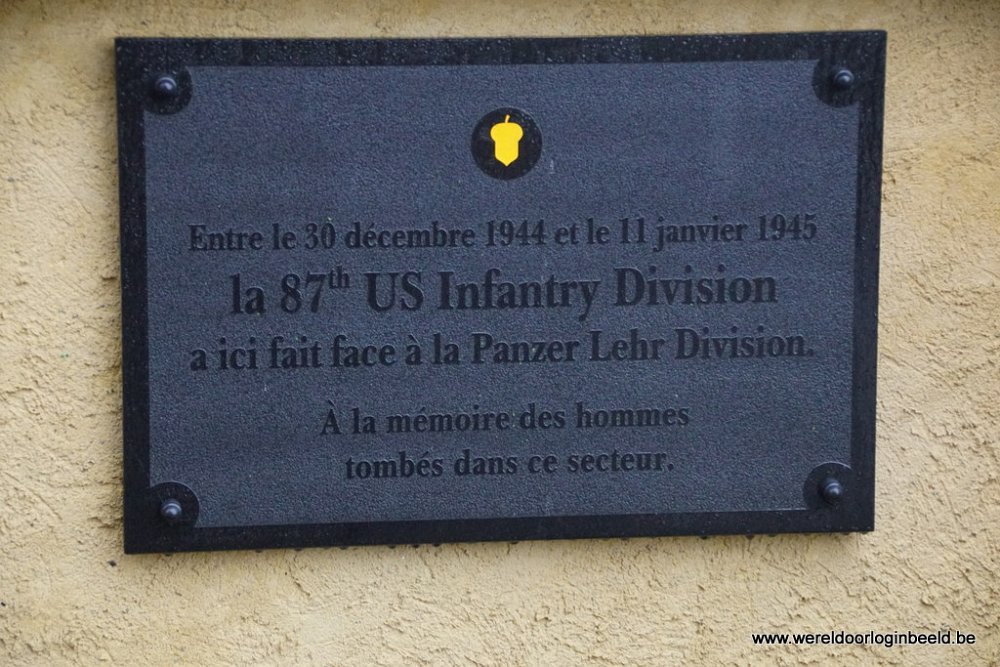 Entre le 30 décembre 1944 et le 11 janvier 1945
la 87th US Infantry Division
a ici fait face à la Panzer Lehr Division.
À la mémoire des hommes
tombés dans ce secteur.
www.wereldoorloginbeeld.be